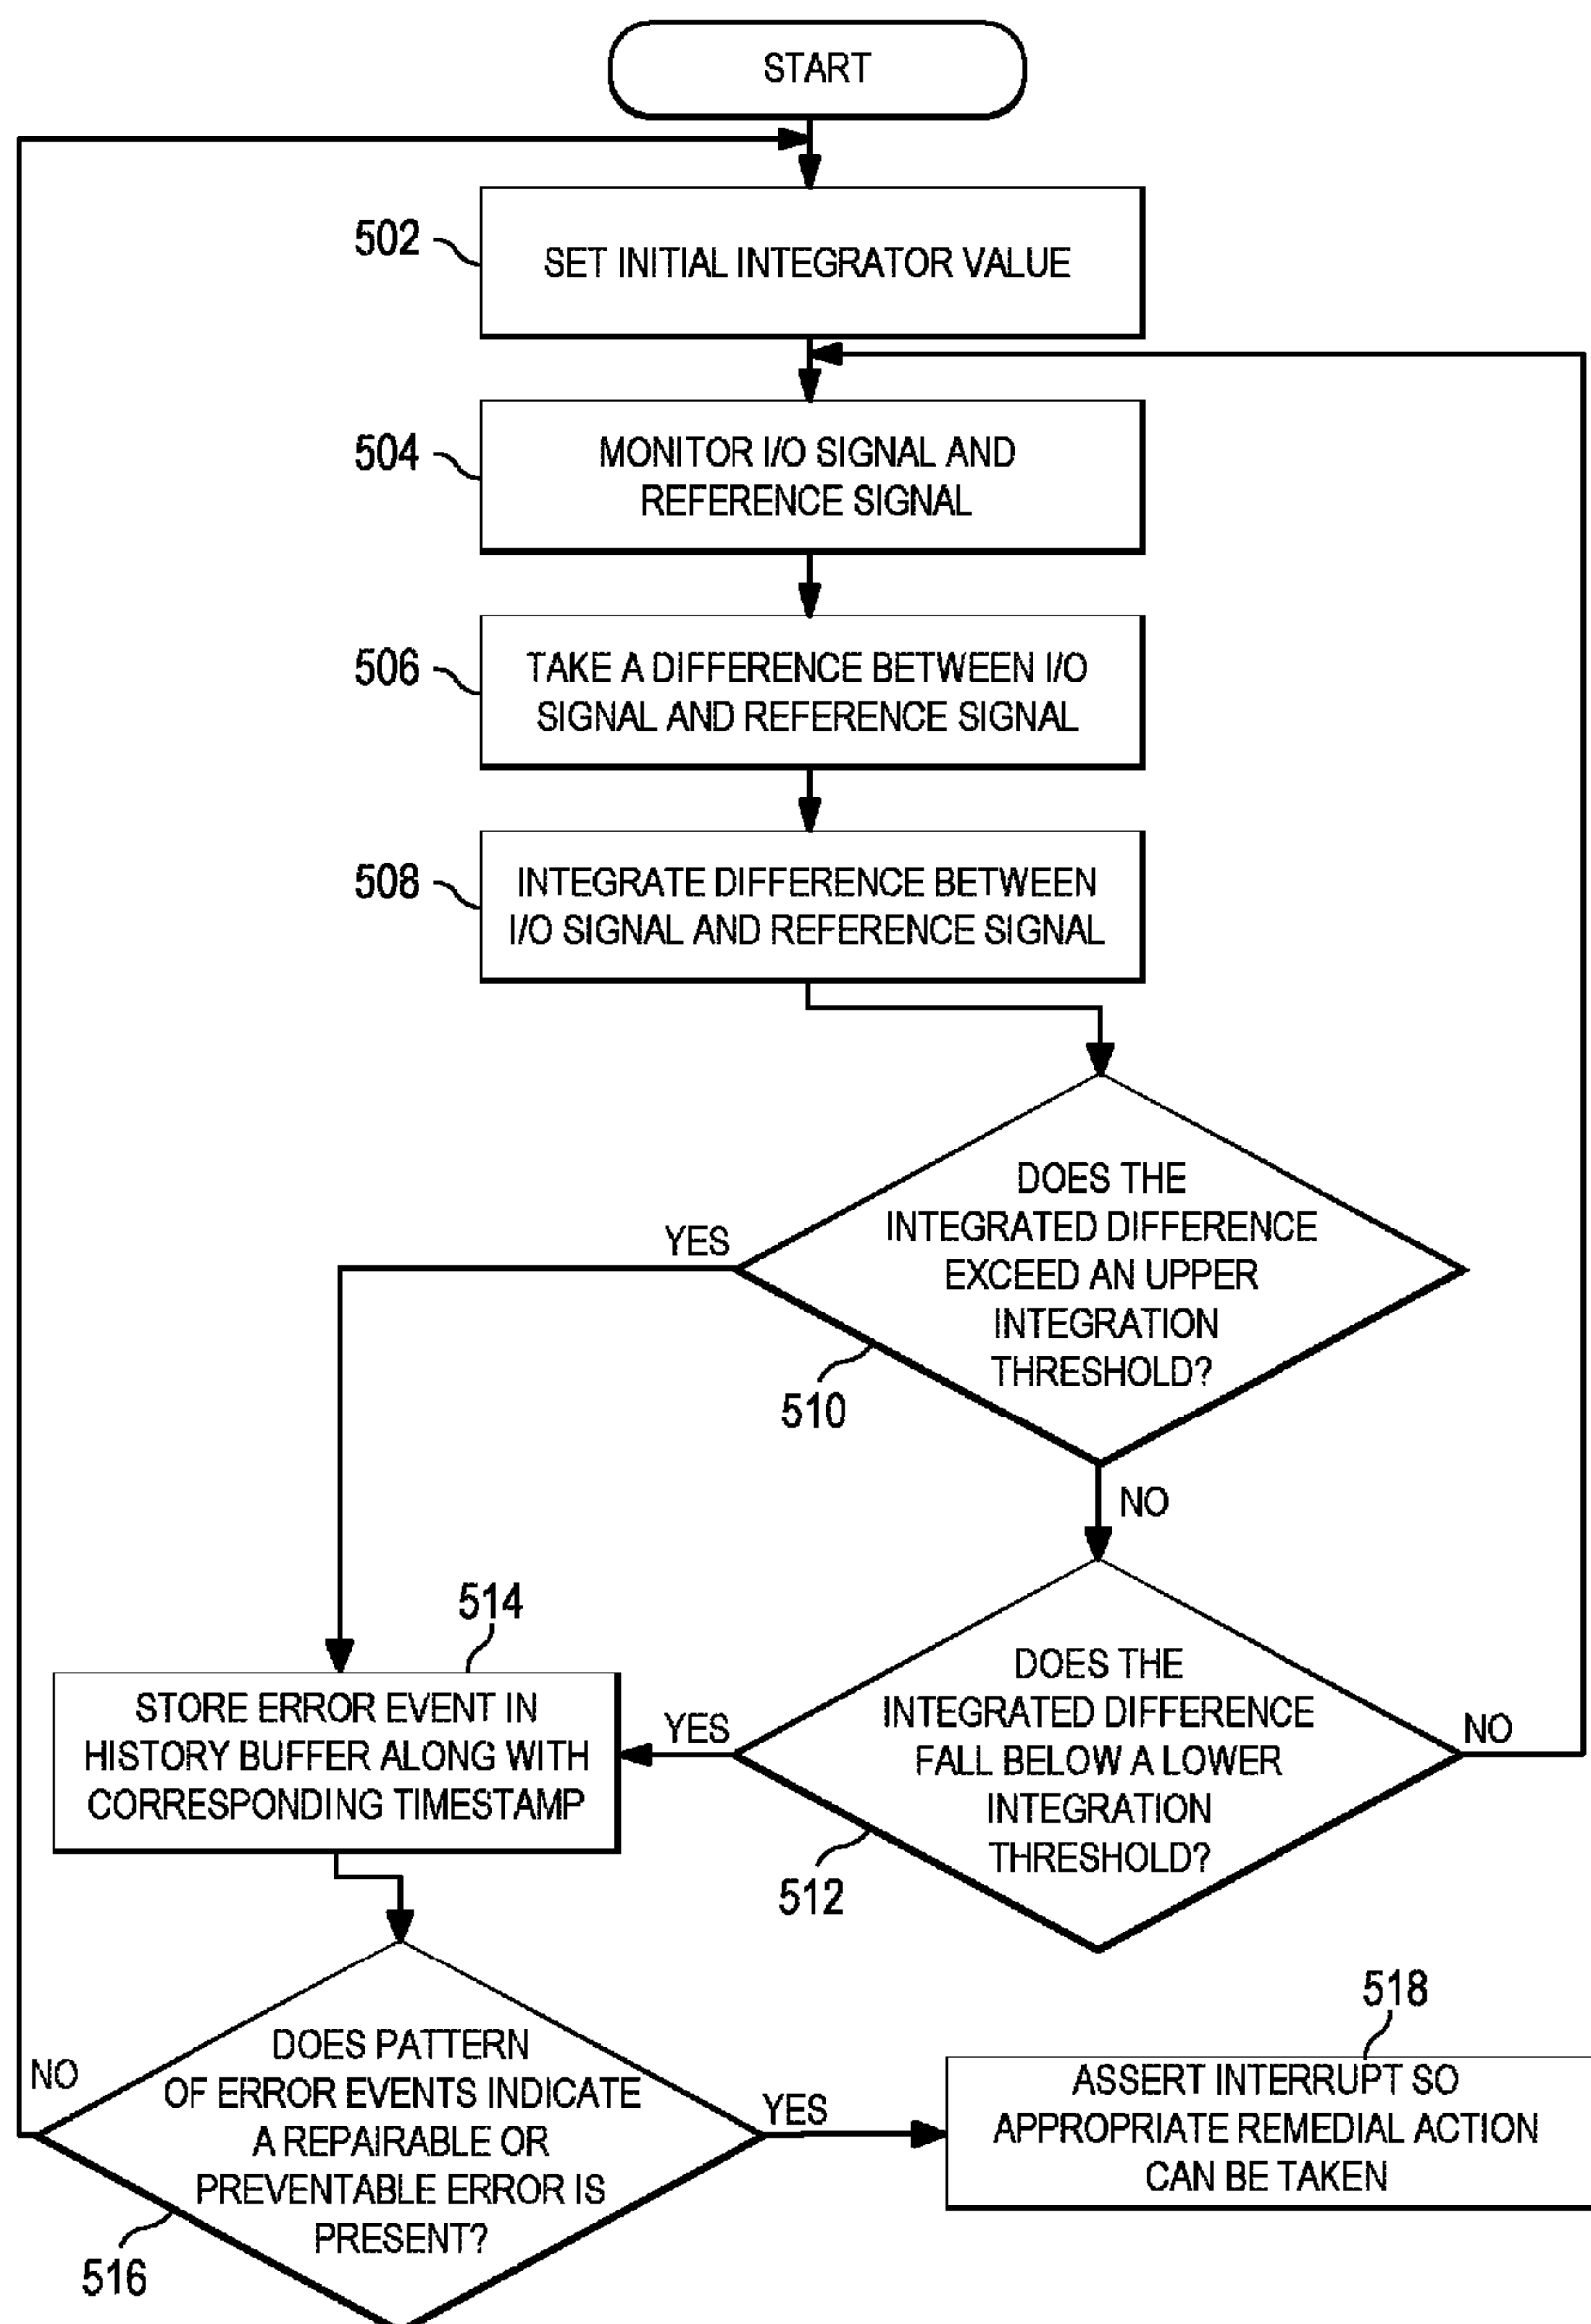 START
502
SET INITIAL INTEGRATOR VALUE
504
MONITOR I/O SIGNAL AND
REFERENCE SIGNAL
506
TAKE A DIFFERENCE BETWEEN I/O
SIGNAL AND REFERENCE SIGNAL
508
INTEGRATE DIFFERENCE BETWEEN
I/O SIGNAL AND REFERENCE SIGNAL
DOES THE
INTEGRATED DIFFERENCE
EXCEED AN UPPER
INTEGRATION
THRESHOLD?
YES
510
NO
514
STORE ERROR EVENT IN
HISTORY BUFFER ALONG WITH
CORRESPONDING TIMESTAMP
YES
DOES THE
INTEGRATED DIFFERENCE
FALL BELOW A LOWER
INTEGRATION
THRESHOLD?
NO
512
NO
DOES PATTERN
OF ERROR EVENTS INDICATE
A REPAIRABLE OR
PREVENTABLE ERROR IS
PRESENT?
YES
516
518
ASSERT INTERRUPT SO
APPROPRIATE REMEDIAL ACTION
CAN BE TAKEN